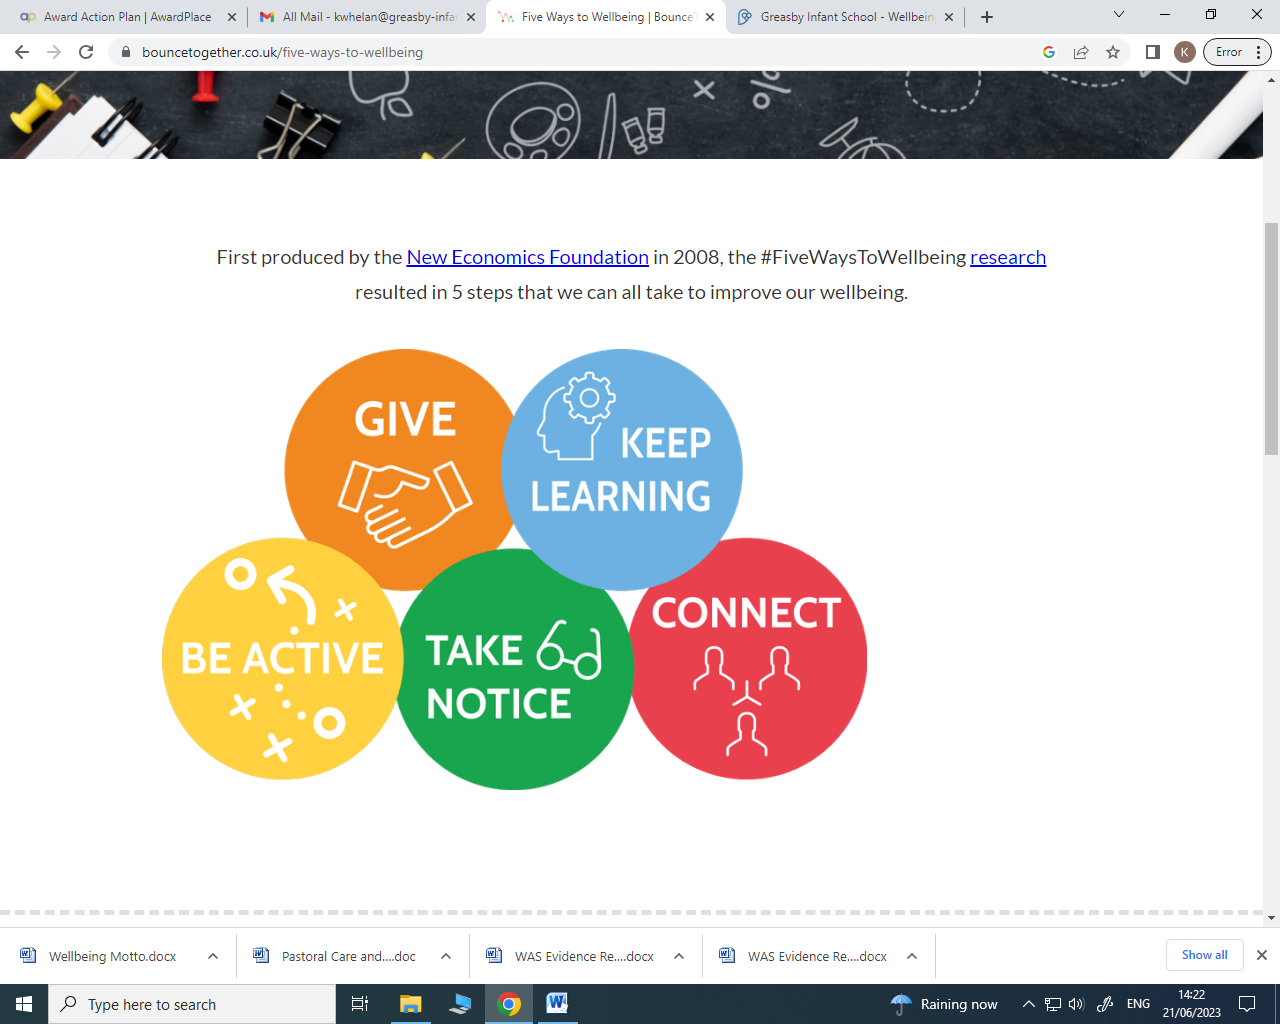 Award Action Plan | AwardPlace
All Mail - kwhelan@greasby-infa
Five Ways to Wellbeing | BounceT
Greasby Infant School - Wellbein
bouncetogether.co.uk/five-ways-to-wellbeing
K
Error
First produced by the New Economics Foundation in 2008, the #FiveWaysToWellbeing research
resulted in 5 steps that we can all take to improve our wellbeing.
GIVE
KEEP
LEARNING
BE ACTIVE
TAKE
NOTICE
CONNECT
Wellbeing Motto.docx
Pastoral Care and....doc
WAS Evidence Re....docx
WAS Evidence Re....docx
Show all
Type here to search
Raining now
ENG
14:22
21/06/2023